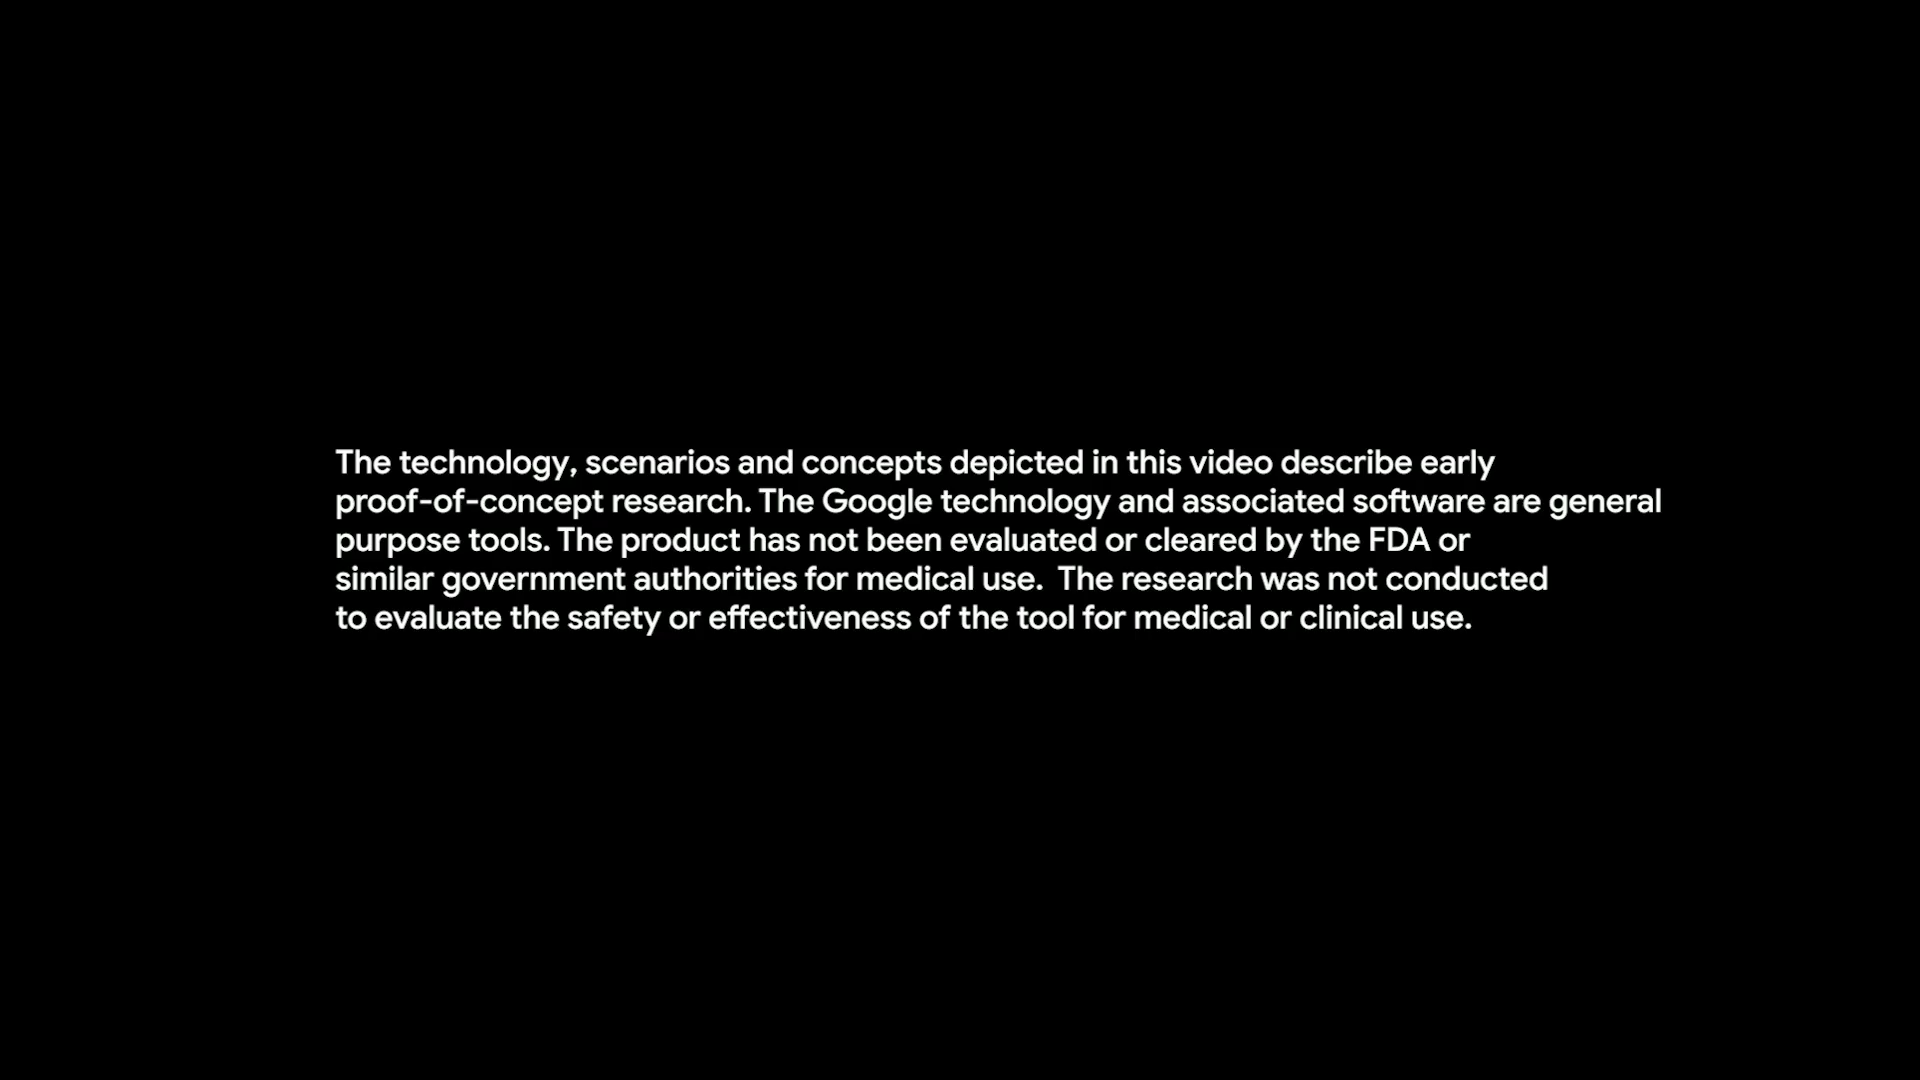 The technology, scenarios and concepts depicted in this video describe early
proof-of-concept research. The Google technology and associated software are general
purpose tools. The product has not been evaluated or cleared by the FDA or
similar government authorities for medical use.  The research was not conducted
to evaluate the safety or effectiveness of the tool for medical or clinical use.